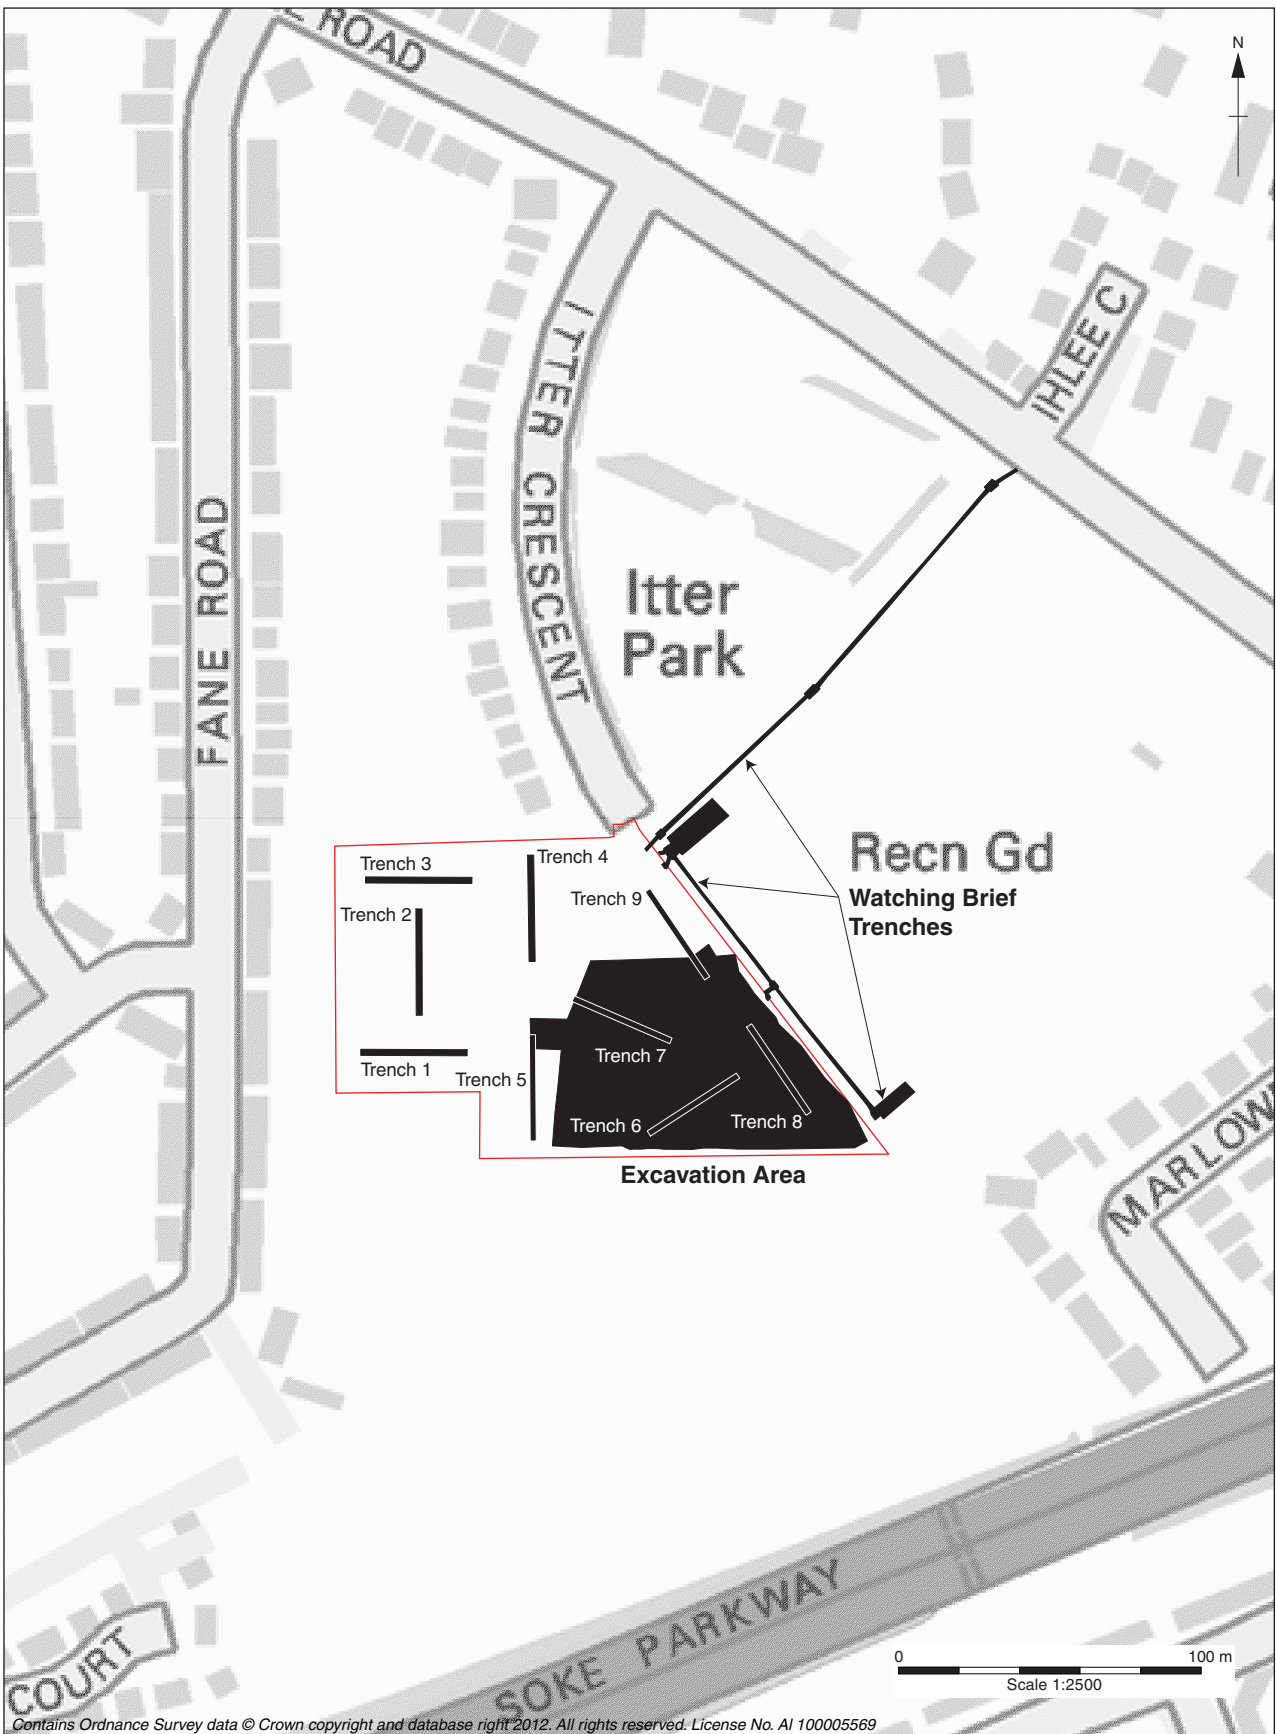 E ROAD
N
ITTER CRESCENT
IHLEE C
FANE ROAD
Itter
Park
Recn Gd
Watching Brief
Trenches
Trench 3
Trench 4
Trench 2
Trench 9
Trench 1
Trench 5
Trench 7
Trench 6
Trench 8
Excavation Area
MARLOW
SOKE PARKWAY
COURT
0 100 m
Scale 1:2500
Contains Ordnance Survey data © Crown copyright and database right 2012. All rights reserved. License No. Al 100005569